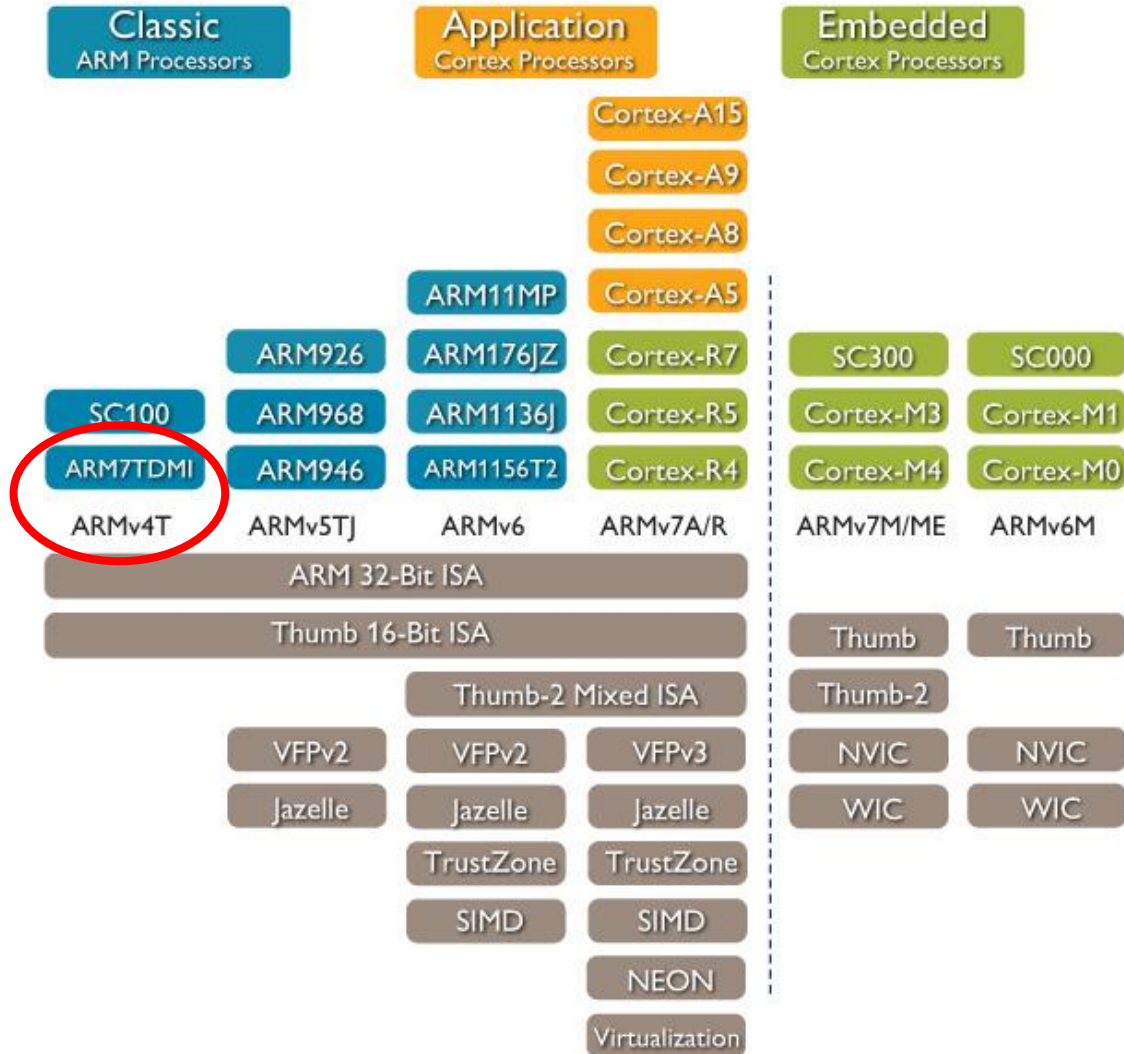 Classic
ARM Processors
Application
Cortex Processors
Embedded
Cortex Processors
Cortex-A15
Cortex-A9
Cortex-A8
ARM11MP
Cortex-A5
ARM926
ARM176JZ
Cortex-R7
SC300
SC000
SC100
ARM968
ARM1136J
Cortex-R5
Cortex-M3
Cortex-M1
ARM7TDMI
ARM946
ARM1156T2
Cortex-R4
Cortex-M4
Cortex-M0
ARMv4T
ARMv5TJ
ARMv6
ARMv7A/R
ARMv7M/ME
ARMv6M
ARM 32-Bit ISA
Thumb 16-Bit ISA
Thumb
Thumb
Thumb-2 Mixed ISA
Thumb-2
VFPv2
VFPv2
VFPv3
NVIC
NVIC
Jazelle
Jazelle
Jazelle
WIC
WIC
TrustZone
TrustZone
SIMD
SIMD
NEON
Virtualization